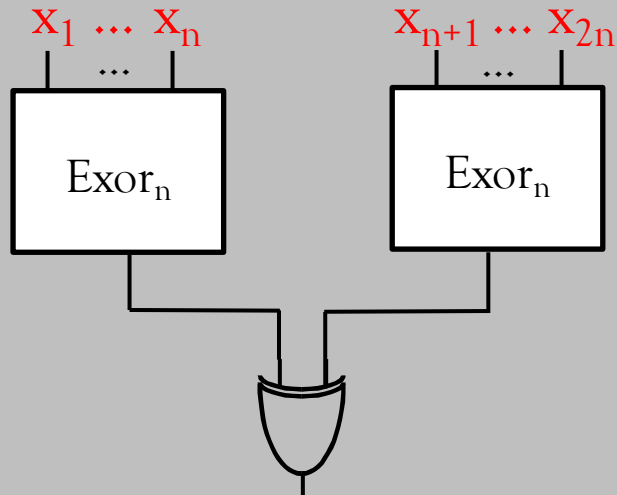 x₁ ... xₙ xₙ₊₁ ... x₂ₙ
... ...
Exorₙ Exorₙ